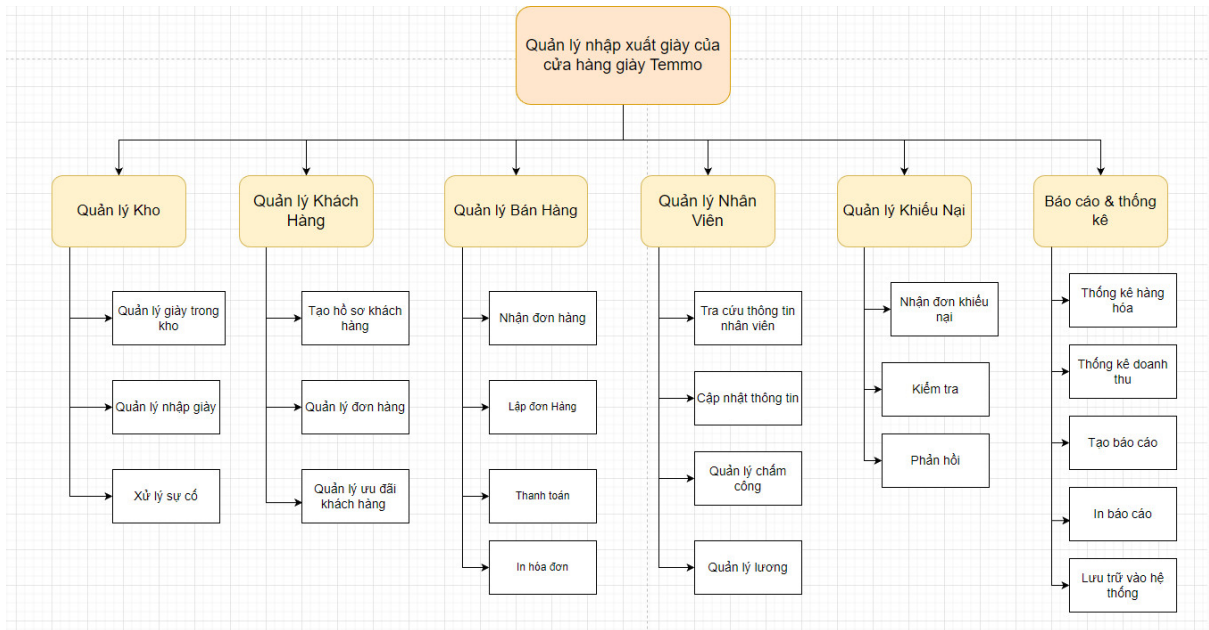 Quản lý nhập xuất giày của
cửa hàng giày Temmo
Quản lý Kho
Quản lý Khách
Hàng
Quản lý Bán Hàng
Quản lý Nhân
Viên
Quản lý Khiếu Nại
Báo cáo & thống
kê
Quản lý giày trong
kho
Quản lý nhập giày
Xử lý sự cố
Tạo hồ sơ khách
hàng
Quản lý đơn hàng
Quản lý ưu đãi
khách hàng
Nhận đơn hàng
Lập đơn Hàng
Thanh toán
In hòa đơn
Tra cứu thông tin
nhân viên
Cập nhật thông tin
Quản lý chấm
công
Quản lý lương
Nhận đơn khiếu
nại
Kiểm tra
Phản hồi
Thống kê hàng
hóa
Thống kê doanh
thu
Tạo báo cáo
In báo cáo
Lưu trữ vào hệ
thống